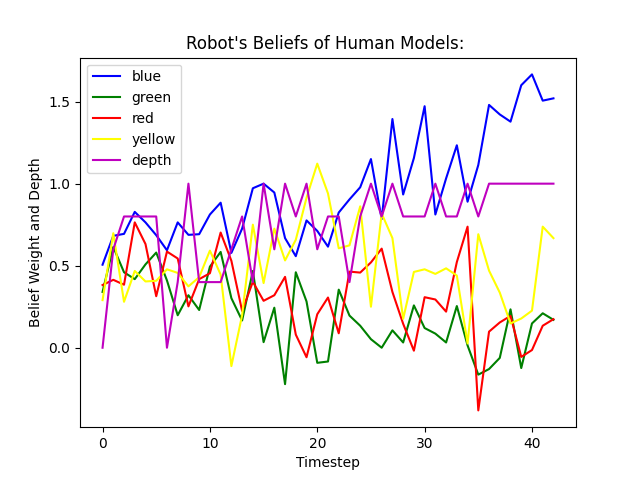 Robot's Beliefs of Human Models:
blue
green
red
yellow
depth
Belief Weight and Depth
1.5
1.0
0.5
0.0
0 10 20 30 40
Timestep